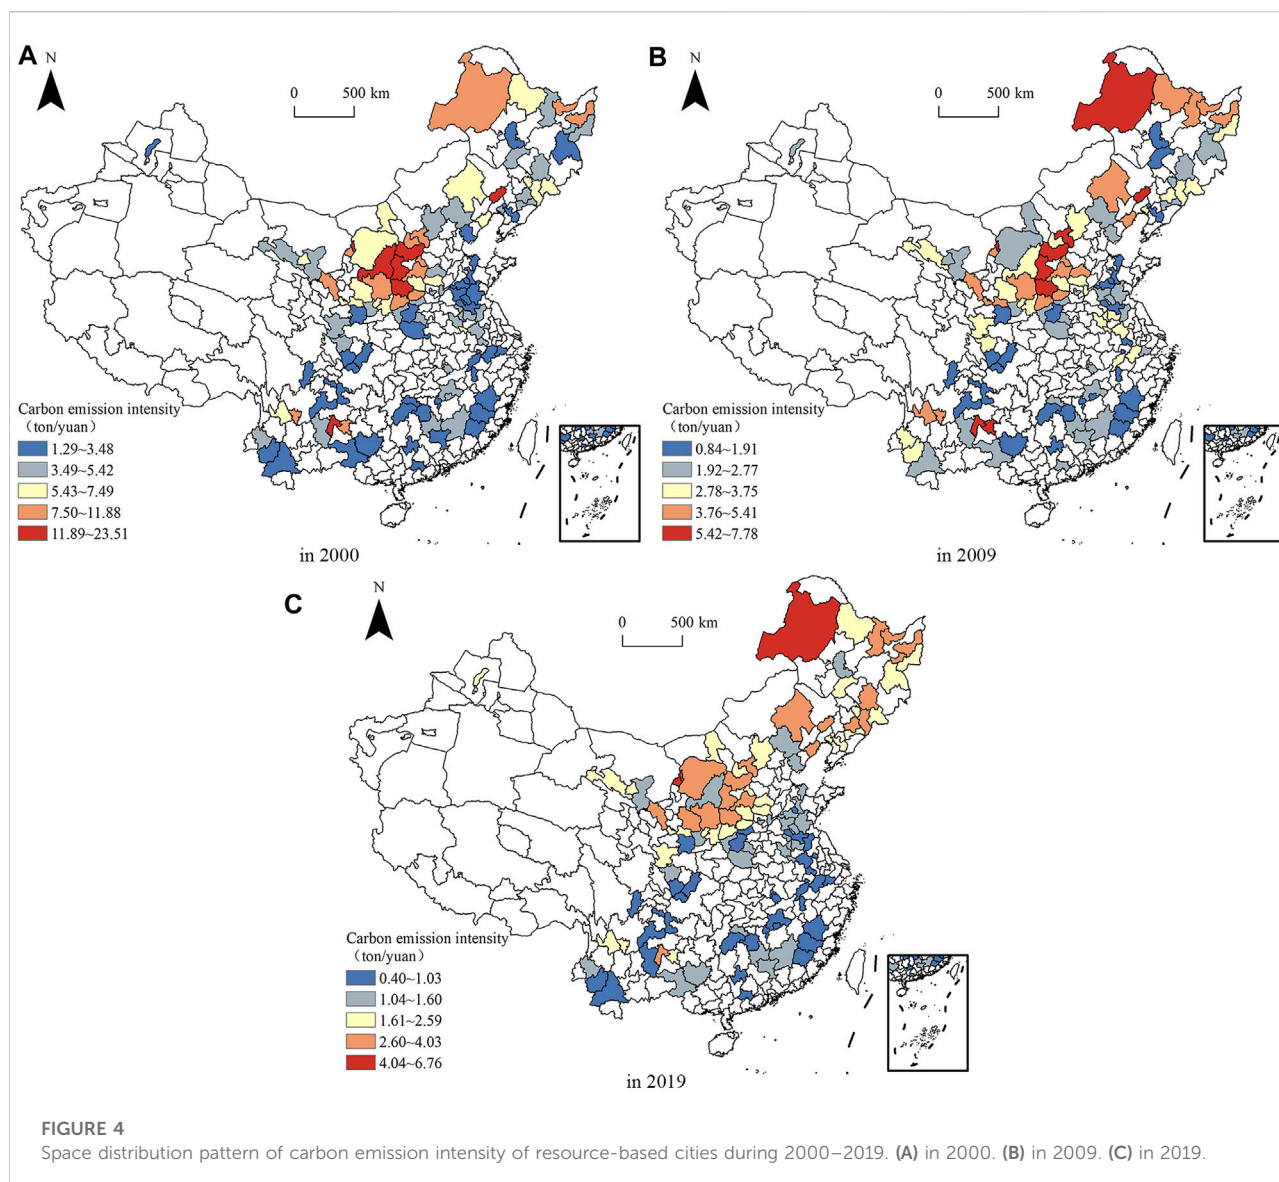 A
N
0 500 km
Carbon emission intensity
（ton/yuan）
1.29~3.48
3.49~5.42
5.43~7.49
7.50~11.88
11.89~23.51
in 2000
B
N
0 500 km
Carbon emission intensity
（ton/yuan）
0.84~1.91
1.92~2.77
2.78~3.75
3.76~5.41
5.42~7.78
in 2009
C
N
0 500 km
Carbon emission intensity
（ton/yuan）
0.40~1.03
1.04~1.60
1.61~2.59
2.60~4.03
4.04~6.76
in 2019
FIGURE 4
Space distribution pattern of carbon emission intensity of resource-based cities during 2000–2019. (A) in 2000. (B) in 2009. (C) in 2019.